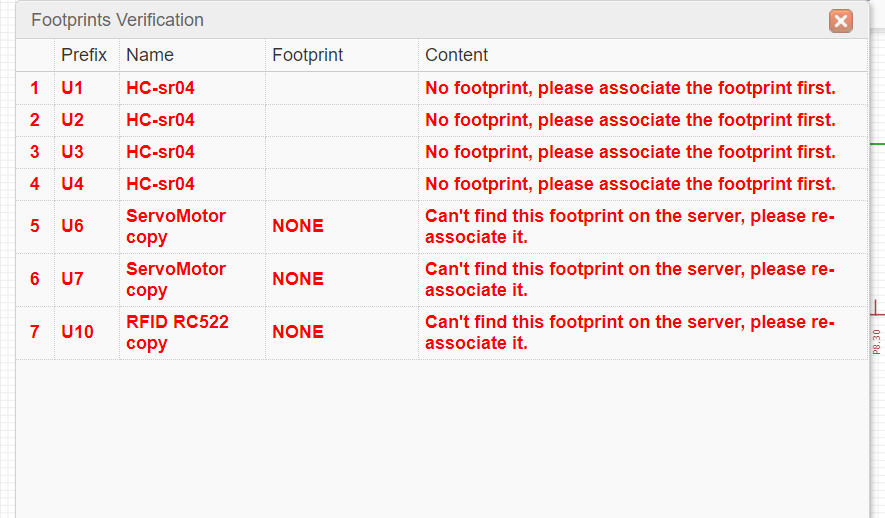 Footprints Verification
Prefix Name Footprint Content
1 U1 HC-sr04 No footprint, please associate the footprint first.
2 U2 HC-sr04 No footprint, please associate the footprint first.
3 U3 HC-sr04 No footprint, please associate the footprint first.
4 U4 HC-sr04 No footprint, please associate the footprint first.
5 U6 ServoMotor copy NONE Can't find this footprint on the server, please re-associate it.
6 U7 ServoMotor copy NONE Can't find this footprint on the server, please re-associate it.
7 U10 RFID RC522 copy NONE Can't find this footprint on the server, please re-associate it.
P8.30